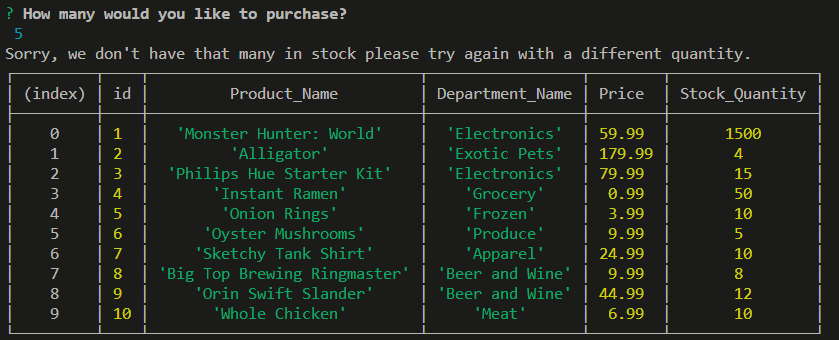 ? How many would you like to purchase?
5
Sorry, we don't have that many in stock please try again with a different quantity.
(index) id Product_Name Department_Name Price Stock_Quantity
0 1 'Monster Hunter: World' 'Electronics' 59.99 1500
1 2 'Alligator' 'Exotic Pets' 179.99 4
2 3 'Philips Hue Starter Kit' 'Electronics' 79.99 15
3 4 'Instant Ramen' 'Grocery' 0.99 50
4 5 'Onion Rings' 'Frozen' 3.99 10
5 6 'Oyster Mushrooms' 'Produce' 9.99 5
6 7 'Sketchy Tank Shirt' 'Apparel' 24.99 10
7 8 'Big Top Brewing Ringmaster' 'Beer and Wine' 9.99 8
8 9 'Orin Swift Slander' 'Beer and Wine' 44.99 12
9 10 'Whole Chicken' 'Meat' 6.99 10